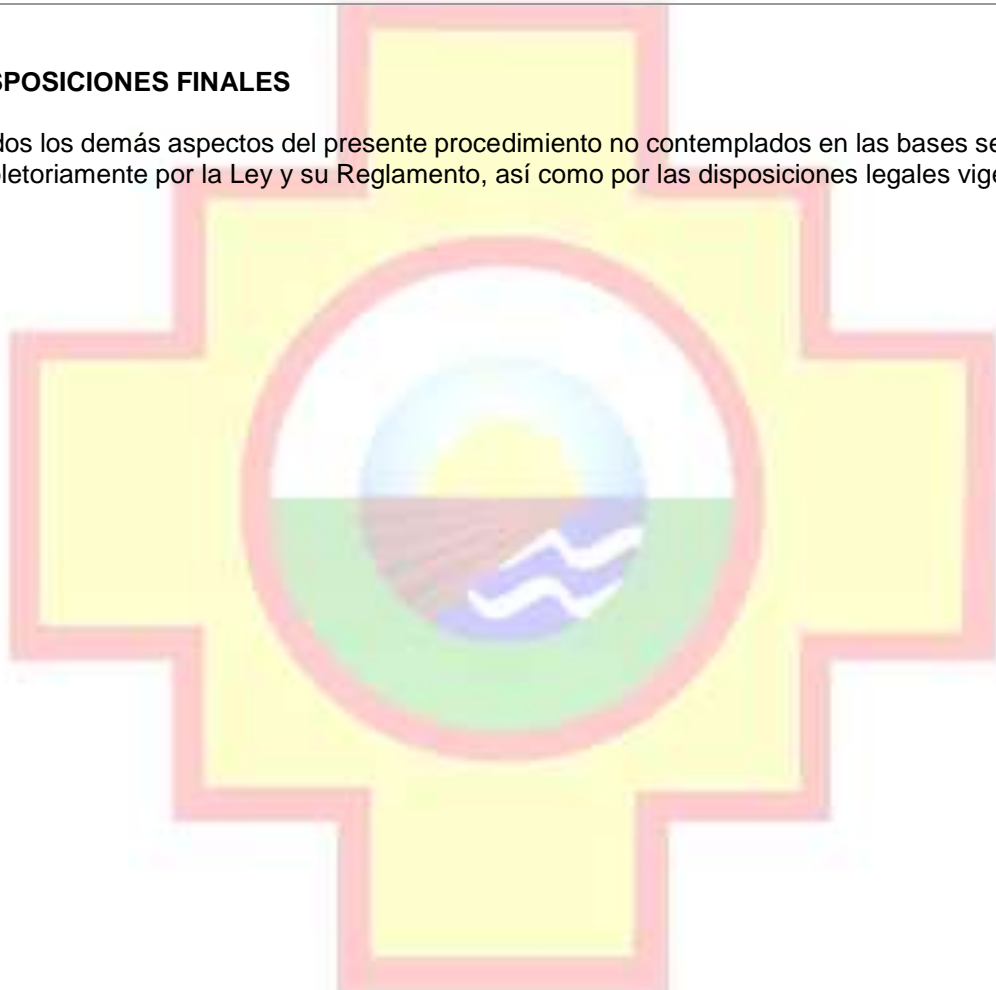 SPOSICIONES FINALES
dos los demás aspectos del presente procedimiento no contemplados en las bases se
letoriamente por la Ley y su Reglamento, así como por las disposiciones legales vige